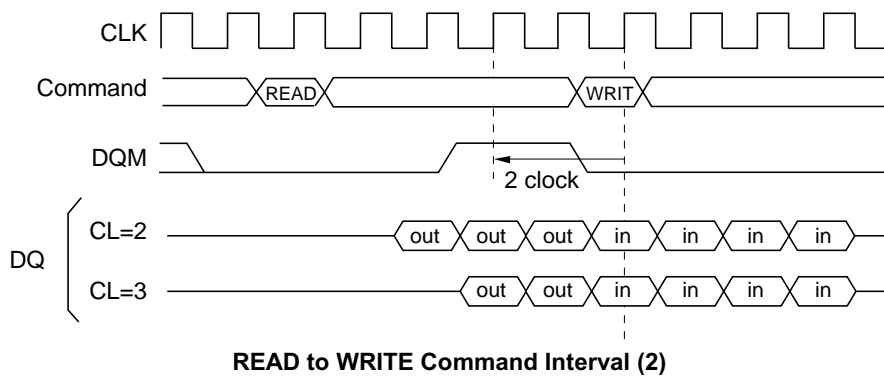 CLK
Command READ WRIT
DQM
2 clock
CL=2 out out out in in in in
DQ
CL=3 out out in in in in
READ to WRITE Command Interval (2)